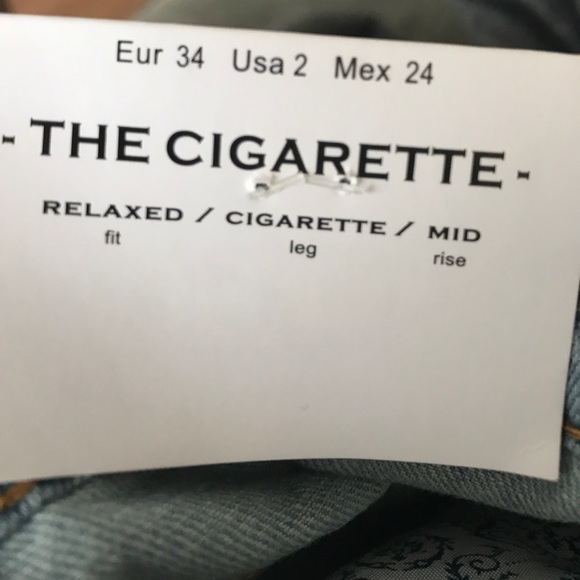 Eur 34 Usa 2 Mex 24
- THE CIGARETTE -
RELAXED / CIGARETTE / MID
fit leg rise